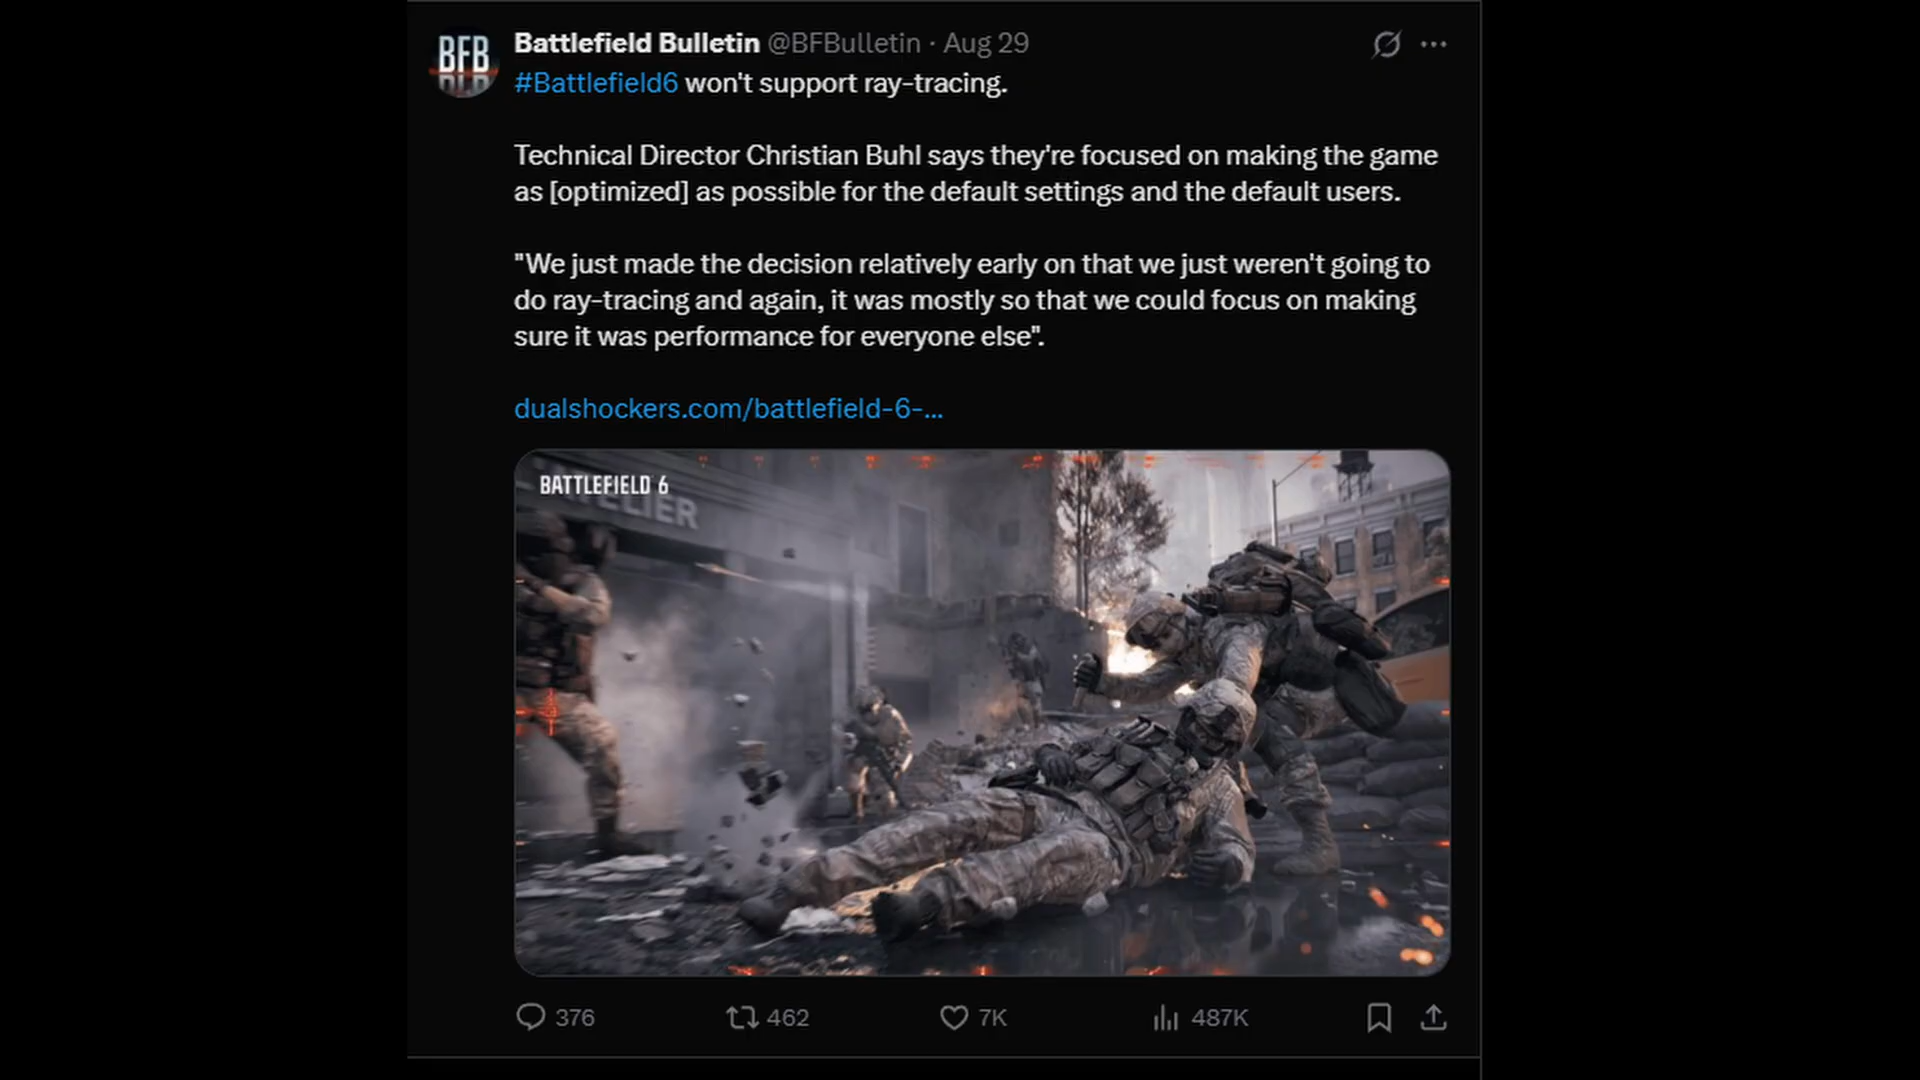 BFB
Battlefield Bulletin @BFBulletin · Aug 29
#Battlefield6 won't support ray-tracing.
Technical Director Christian Buhl says they're focused on making the game
as [optimized] as possible for the default settings and the default users.
"We just made the decision relatively early on that we just weren't going to
do ray-tracing and again, it was mostly so that we could focus on making
sure it was performance for everyone else".
dualshockers.com/battlefield-6-...
BATTLEFIELD 6
376 462 7K 487K